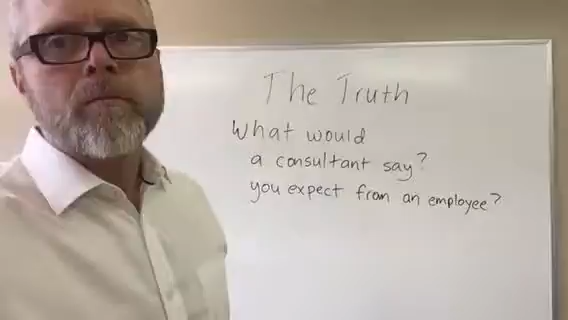 The Truth
What would
a consultant say?
you expect from an employee?